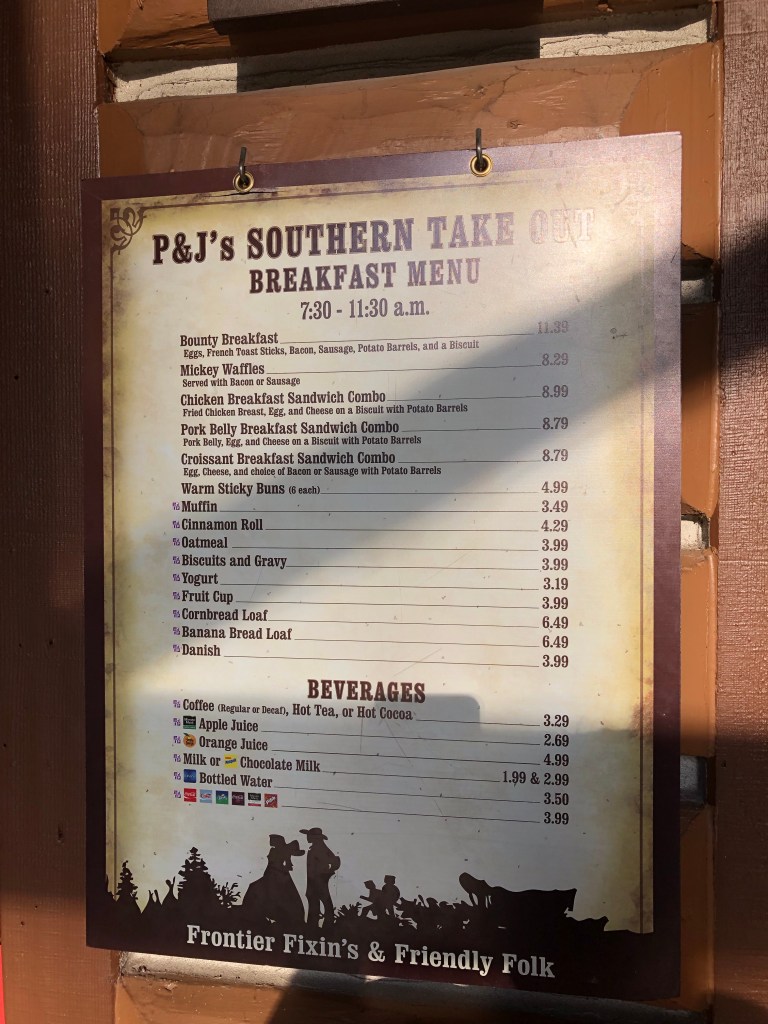 P&J's SOUTHERN TAKE OUT
BREAKFAST MENU
7:30 - 11:30 a.m.
Bounty Breakfast 11.39
Eggs, French Toast Sticks, Bacon, Sausage, Potato Barrels, and a Biscuit
Mickey Waffles 8.29
Served with Bacon or Sausage
Chicken Breakfast Sandwich Combo 8.99
Fried Chicken Breast, Egg, and Cheese on a Biscuit with Potato Barrels
Pork Belly Breakfast Sandwich Combo 8.79
Pork Belly, Egg, and Cheese on a Biscuit with Potato Barrels
Croissant Breakfast Sandwich Combo 8.79
Egg, Cheese, and choice of Bacon or Sausage with Potato Barrels
Warm Sticky Buns (6 each) 4.99
Muffin 3.49
Cinnamon Roll 4.29
Oatmeal 3.99
Biscuits and Gravy 3.99
Yogurt 3.19
Fruit Cup 3.99
Cornbread Loaf 6.49
Banana Bread Loaf 6.49
Danish 3.99
BEVERAGES
Coffee (Regular or Decaf), Hot Tea, or Hot Cocoa 3.29
Apple Juice 2.69
Orange Juice 4.99
Milk or Chocolate Milk 1.99 & 2.99
Bottled Water 3.50
3.99
Frontier Fixin's & Friendly Folk